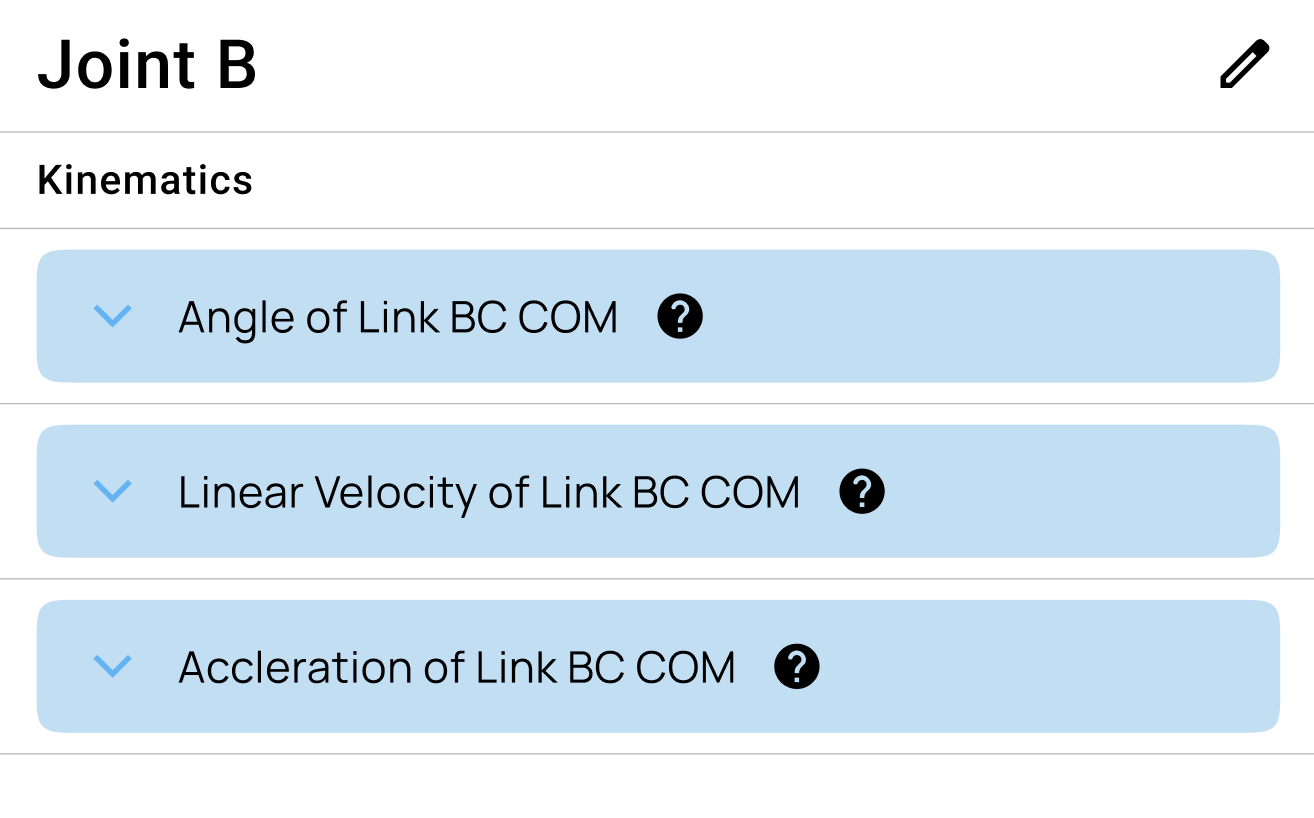 Joint B
Kinematics
Angle of Link BC COM ?
Linear Velocity of Link BC COM ?
Accleration of Link BC COM ?